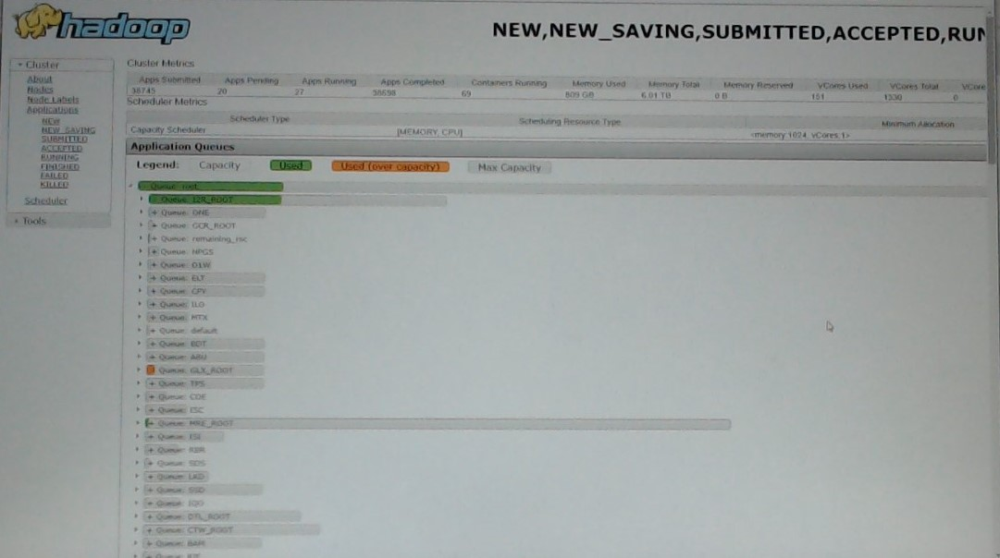 hadoop
NEW,NEW_SAVING,SUBMITTED,ACCEPTED,RUN
Cluster
About
Nodes
Node Labels
Applications
NEW
NEW_SAVING
SUBMITTED
ACCEPTED
RUNNING
FINISHED
FAILED
KILLED
Scheduler
Tools
Cluster Metrics
Apps Submitted Apps Pending Apps Running Apps Completed Containers Running Memory Used Memory Total Memory Reserved VCores Used VCores Total VCore
38745 20 27 38698 69 809 GB 6.01 TB 0 B 151 1330 0
Scheduler Metrics
Scheduler Type Scheduling Resource Type Minimum Allocation
Capacity Scheduler [MEMORY, CPU] <memory:1024, vCores:1>
Application Queues
Legend: Capacity Used Used (over capacity) Max Capacity
Queue: root
Queue: I2R_ROOT
+ Queue: ONE
+ Queue: GCR_ROOT
+ Queue: remaining_rsc
+ Queue: NPGS
+ Queue: D1W
+ Queue: ELT
+ Queue: CFY
+ Queue: ILO
+ Queue: MTX
+ Queue: default
+ Queue: BDT
+ Queue: ABU
+ Queue: GLX_ROOT
+ Queue: TPS
+ Queue: CDE
+ Queue: ISC
+ Queue: MRE_ROOT
+ Queue: ISI
+ Queue: RBR
+ Queue: SDS
+ Queue: LKD
+ Queue: SSD
+ Queue: IQO
+ Queue: DTL_ROOT
+ Queue: CTW_ROOT
+ Queue: BAM